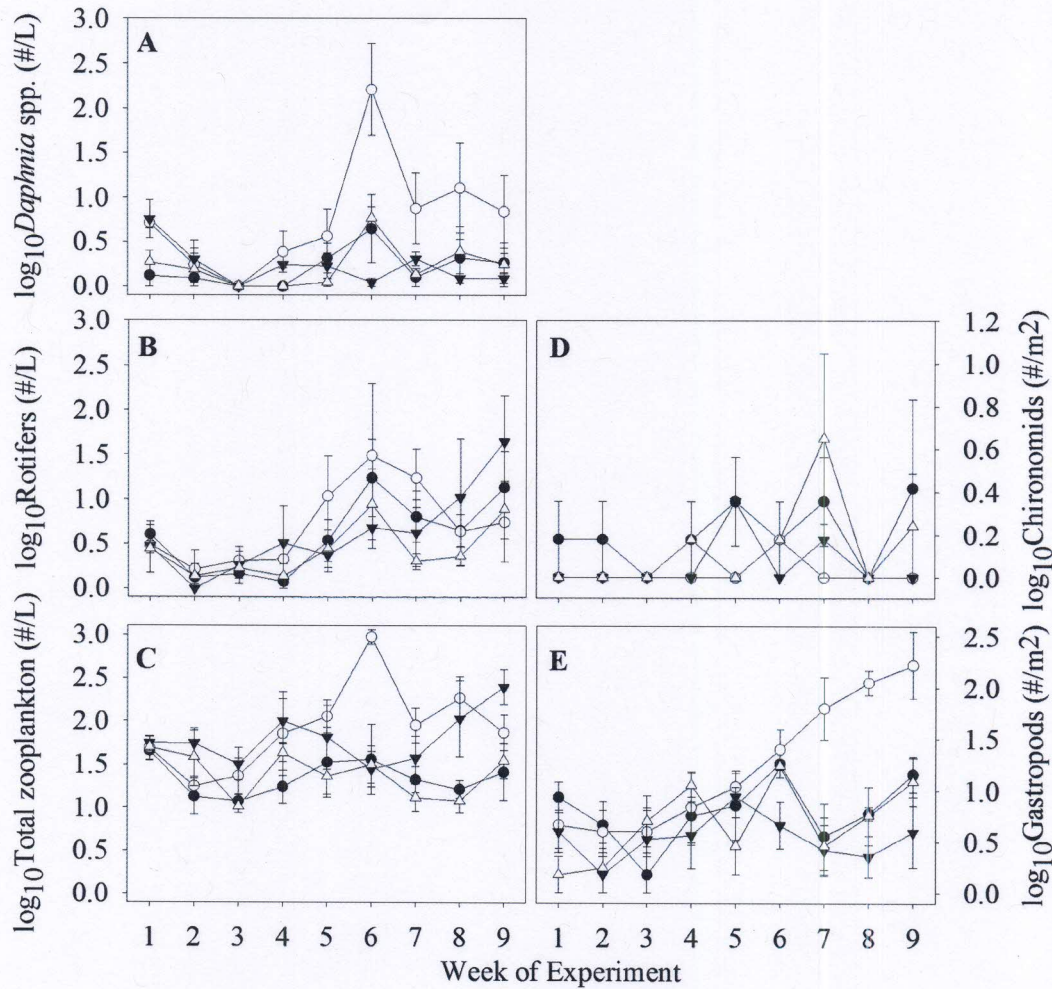 log10Daphnia spp. (#/L)
3.0
2.5
2.0
1.5
1.0
0.5
0.0
A
log10Rotifers (#/L)
3.0
2.5
2.0
1.5
1.0
0.5
0.0
B
D
1.2
1.0
0.8
0.6
0.4
0.2
0.0
log10Chironomids (#/m2)
log10Total zooplankton (#/L)
3.0
2.5
2.0
1.5
1.0
0.5
0.0
C
E
2.5
2.0
1.5
1.0
0.5
0.0
log10Gastropods (#/m2)
1 2 3 4 5 6 7 8 9
1 2 3 4 5 6 7 8 9
Week of Experiment